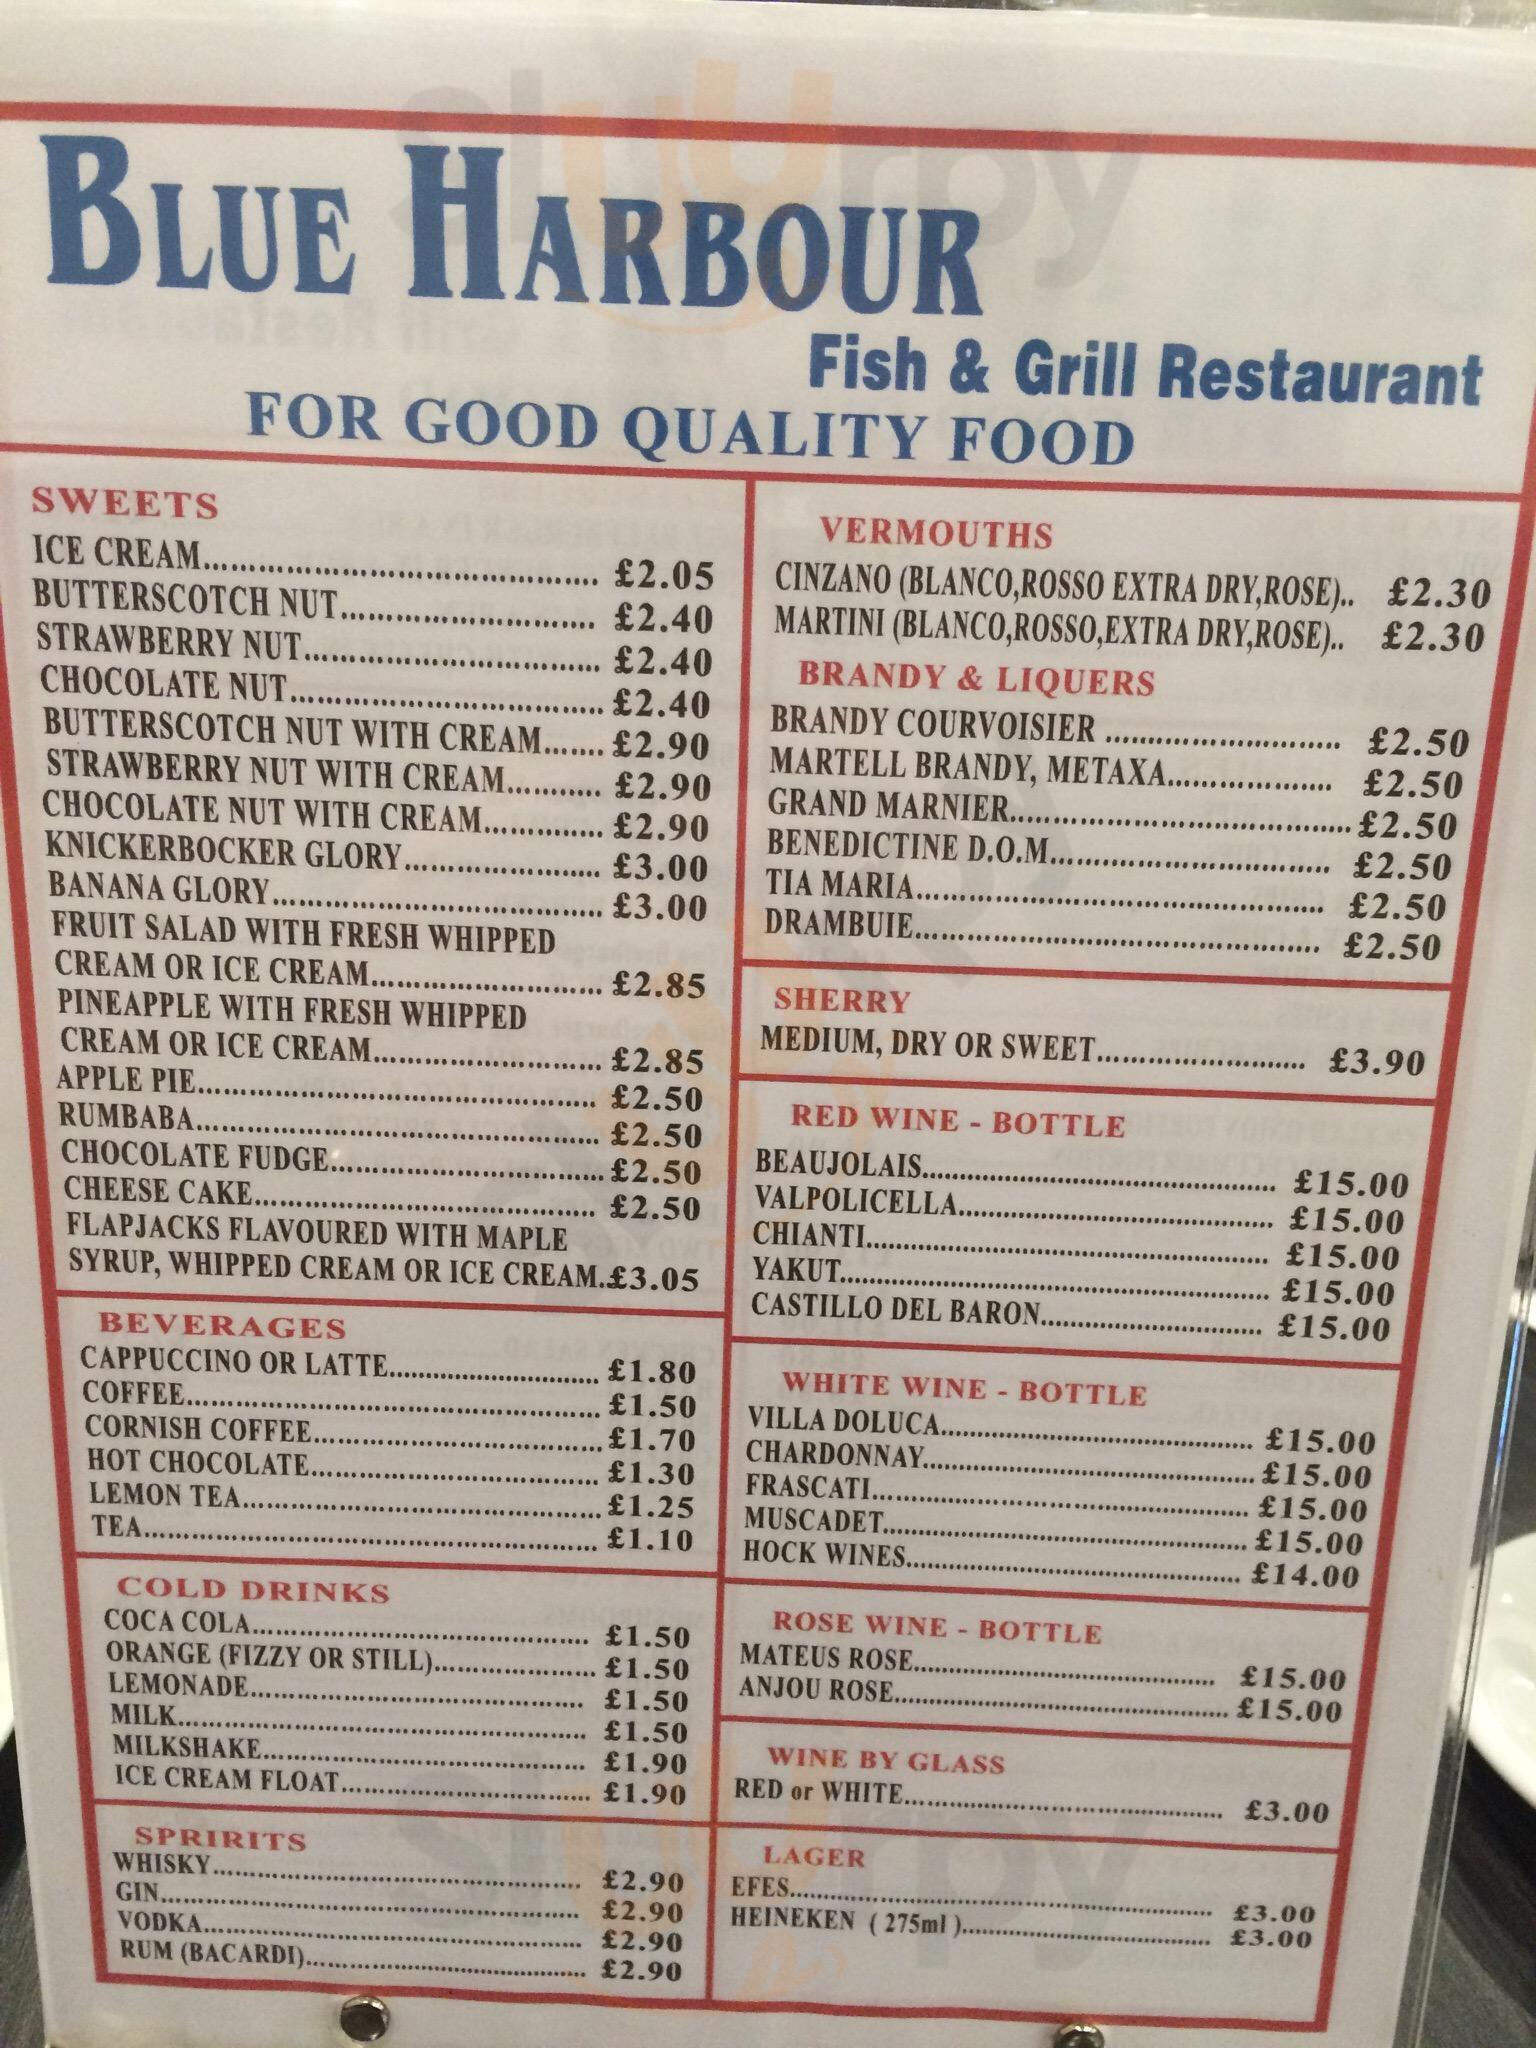 BLUE HARBOUR
Fish & Grill Restaurant
FOR GOOD QUALITY FOOD
SWEETS
ICE CREAM.......................................... £2.05
BUTTERSCOTCH NUT........................... £2.40
STRAWBERRY NUT............................... £2.40
CHOCOLATE NUT................................. £2.40
BUTTERSCOTCH NUT WITH CREAM....... £2.90
STRAWBERRY NUT WITH CREAM........... £2.90
CHOCOLATE NUT WITH CREAM............. £2.90
KNICKERBOCKER GLORY..................... £3.00
BANANA GLORY................................... £3.00
FRUIT SALAD WITH FRESH WHIPPED
CREAM OR ICE CREAM......................... £2.85
PINEAPPLE WITH FRESH WHIPPED
CREAM OR ICE CREAM......................... £2.85
APPLE PIE........................................... £2.50
RUMBABA........................................... £2.50
CHOCOLATE FUDGE.............................£2.50
CHEESE CAKE..................................... £2.50
FLAPJACKS FLAVOURED WITH MAPLE
SYRUP, WHIPPED CREAM OR ICE CREAM.£3.05
BEVERAGES
CAPPUCCINO OR LATTE......................... £1.80
COFFEE............................................... £1.50
CORNISH COFFEE.................................£1.70
HOT CHOCOLATE................................. £1.30
LEMON TEA......................................... £1.25
TEA..................................................... £1.10
COLD DRINKS
COCA COLA......................................... £1.50
ORANGE (FIZZY OR STILL).................... £1.50
LEMONADE......................................... £1.50
MILK................................................... £1.50
MILKSHAKE......................................... £1.90
ICE CREAM FLOAT............................... £1.90
SPRIRITS
WHISKY............................................... £2.90
GIN..................................................... £2.90
VODKA................................................. £2.90
RUM (BACARDI)................................... £2.90
VERMOUTHS
CINZANO (BLANCO,ROSSO EXTRA DRY,ROSE).. £2.30
MARTINI (BLANCO,ROSSO,EXTRA DRY,ROSE).. £2.30
BRANDY & LIQUERS
BRANDY COURVOISIER ........................... £2.50
MARTELL BRANDY, METAXA................... £2.50
GRAND MARNIER.....................................£2.50
BENEDICTINE D.O.M............................... £2.50
TIA MARIA............................................. £2.50
DRAMBUIE............................................. £2.50
SHERRY
MEDIUM, DRY OR SWEET....................... £3.90
RED WINE - BOTTLE
BEAUJOLAIS........................................... £15.00
VALPOLICELLA....................................... £15.00
CHIANTI................................................. £15.00
YAKUT................................................... £15.00
CASTILLO DEL BARON........................... £15.00
WHITE WINE - BOTTLE
VILLA DOLUCA....................................... £15.00
CHARDONNAY.........................................£15.00
FRASCATI............................................... £15.00
MUSCADET.............................................£15.00
HOCK WINES........................................... £14.00
ROSE WINE - BOTTLE
MATEUS ROSE......................................... £15.00
ANJOU ROSE...........................................£15.00
WINE BY GLASS
RED or WHITE......................................... £3.00
LAGER
EFES....................................................... £3.00
HEINEKEN ( 275ml )............................... £3.00
sluurpy
sluurpy